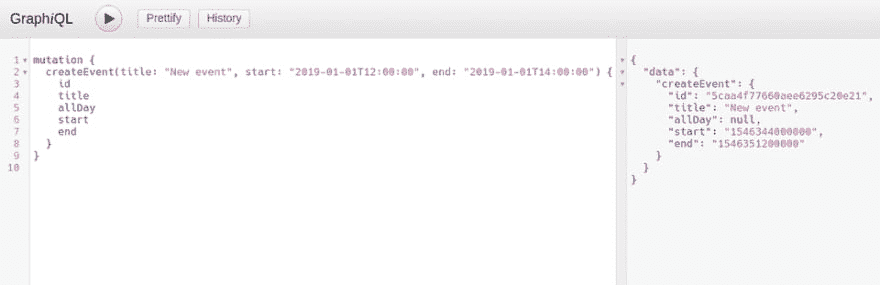 GraphiQL Prettify History
1 mutation {
2 createEvent(title: "New event", start: "2019-01-01T12:00:00", end: "2019-01-01T14:00:00") {
3 id
4 title
5 allDay
6 start
7 end
8 }
9 }
10
{
"data": {
"createEvent": {
"id": "5caa4f77660aee6295c20e21",
"title": "New event",
"allDay": null,
"start": "1546344000000",
"end": "1546351200000"
}
}
}